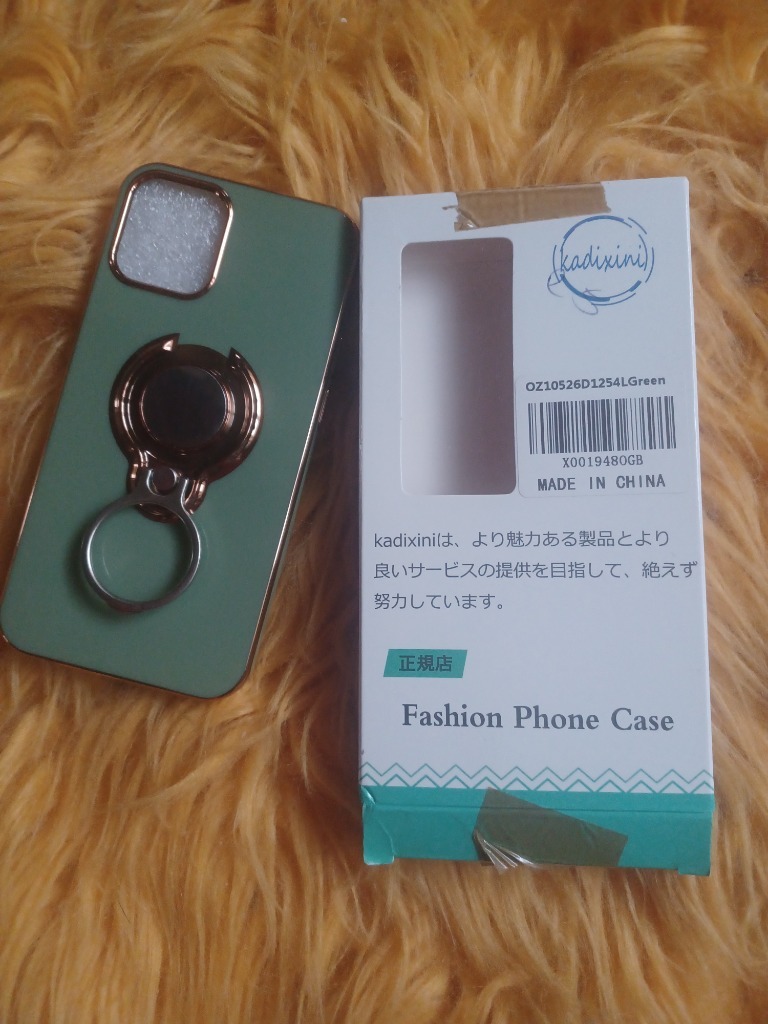 kadixini
OZ10526D1254LGreen
X0019480GB
MADE IN CHINA
kadixiniは、より魅力ある製品とより
良いサービスの提供を目指して、絶えず
努力しています。
正規店
Fashion Phone Case